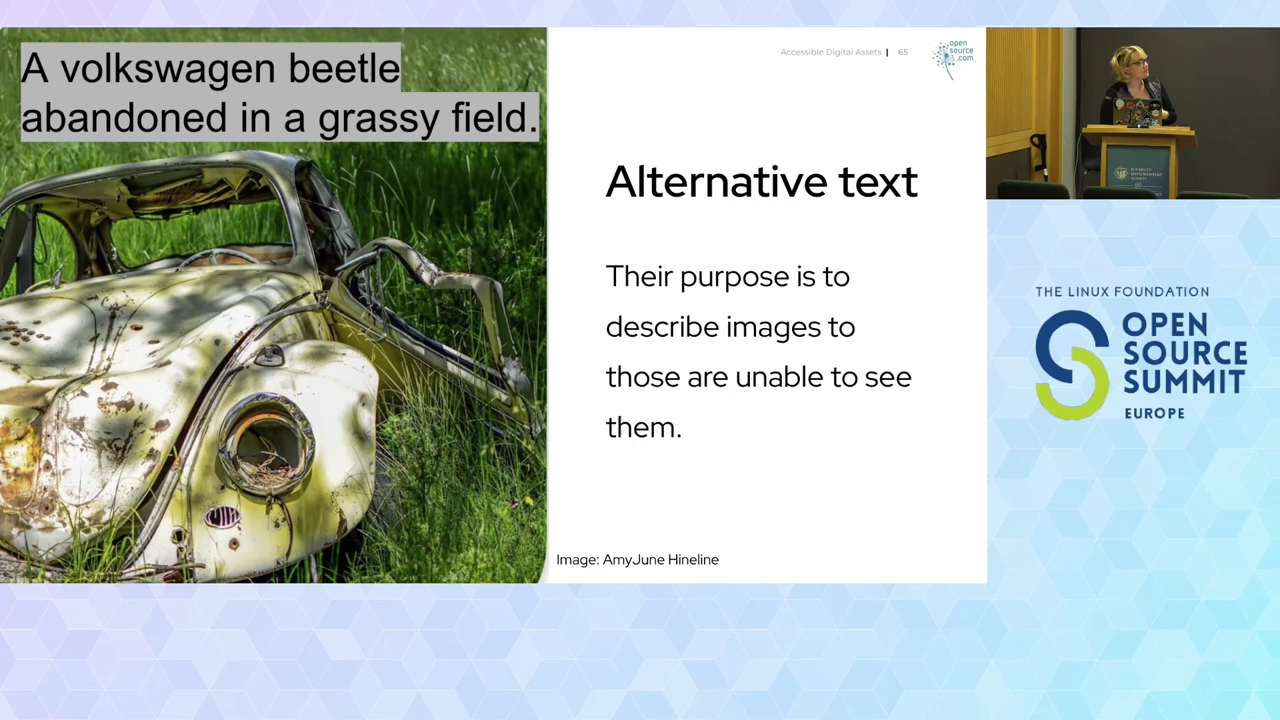 A volkswagen beetle
abandoned in a grassy field.
Accessible Digital Assets | 65
open
source
.com
Alternative text
Their purpose is to
describe images to
those are unable to see
them.
Image: AmyJune Hineline
THE LINUX FOUNDATION
OPEN
SOURCE
SUMMIT
EUROPE